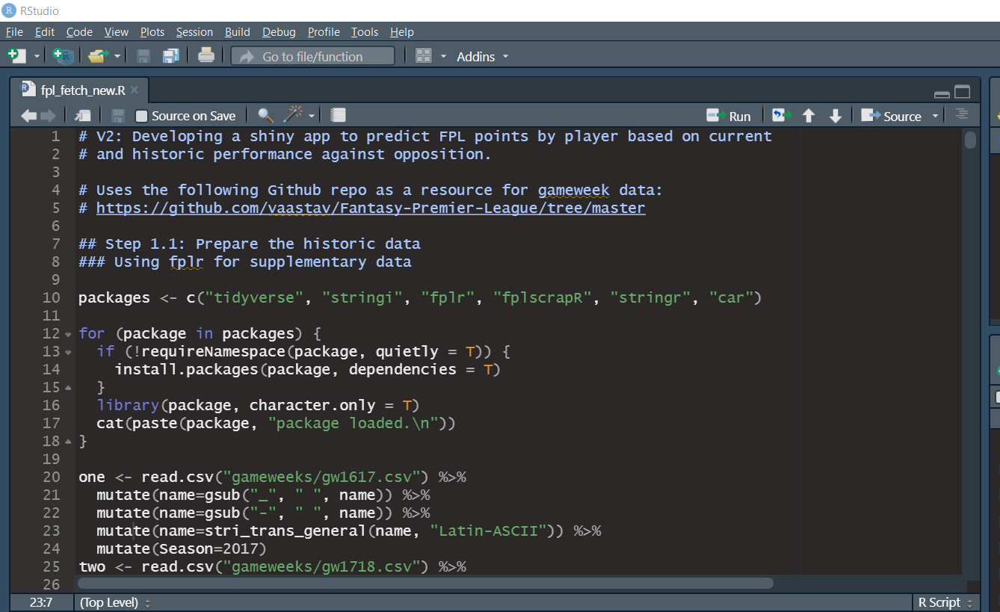 RStudio
File Edit Code View Plots Session Build Debug Profile Tools Help
Go to file/function Addins
fpl_fetch_new.R
Source on Save Run Source
1 # V2: Developing a shiny app to predict FPL points by player based on current
2 # and historic performance against opposition.
3
4 # Uses the following Github repo as a resource for gameweek data:
5 # https://github.com/vaastav/Fantasy-Premier-League/tree/master
6
7 ## Step 1.1: Prepare the historic data
8 ### Using fplr for supplementary data
9
10 packages <- c("tidyverse", "stringi", "fplr", "fplscrapR", "stringr", "car")
11
12 for (package in packages) {
13   if (!requireNamespace(package, quietly = T)) {
14     install.packages(package, dependencies = T)
15   }
16   library(package, character.only = T)
17   cat(paste(package, "package loaded.\n"))
18 }
19
20 one <- read.csv("gameweeks/gw1617.csv") %>%
21   mutate(name=gsub("_", " ", name)) %>%
22   mutate(name=gsub("-", " ", name)) %>%
23   mutate(name=stri_trans_general(name, "Latin-ASCII")) %>%
24   mutate(Season=2017)
25 two <- read.csv("gameweeks/gw1718.csv") %>%
26
23:7 (Top Level) R Script